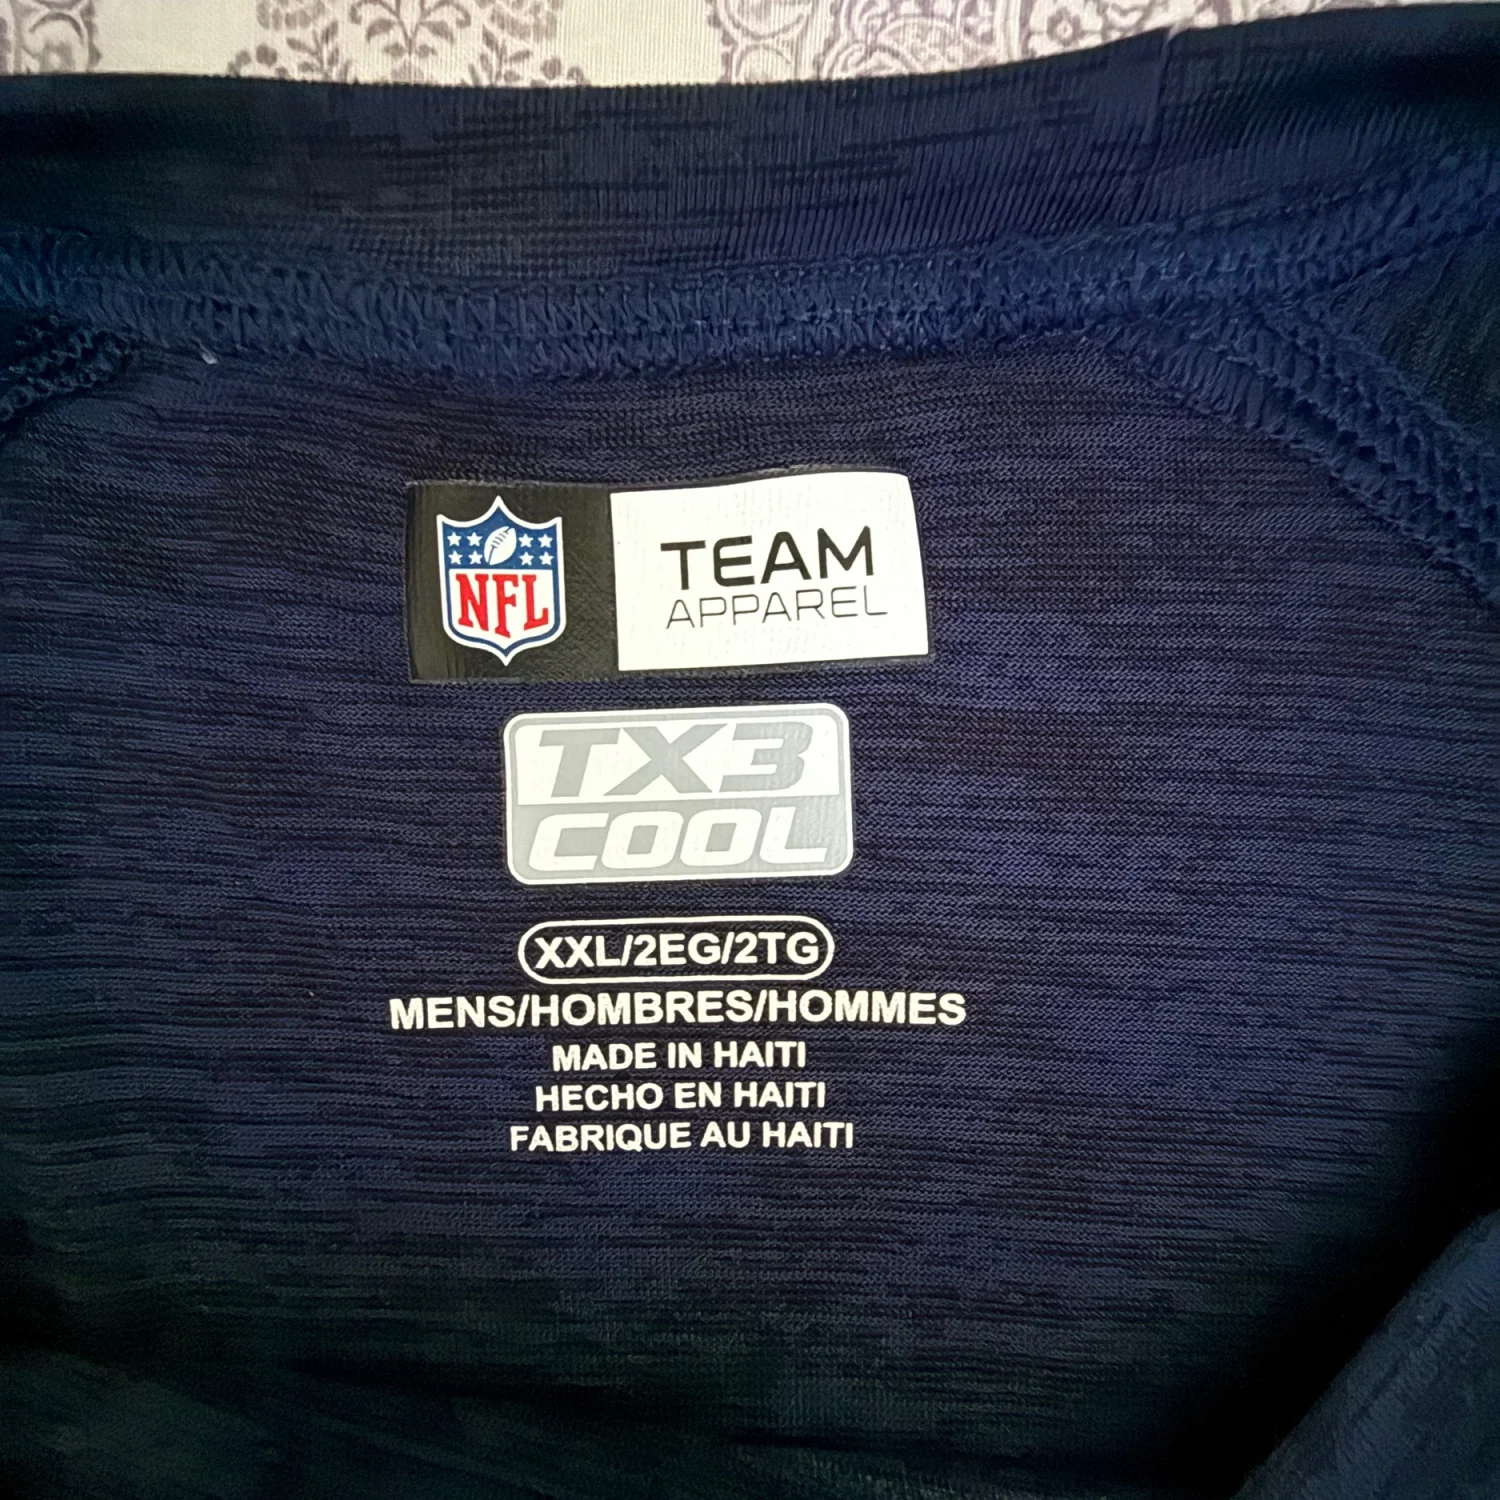 NFL
TEAM
APPAREL
TX3
COOL
XXL/2EG/2TG
MENS/HOMBRES/HOMMES
MADE IN HAITI
HECHO EN HAITI
FABRIQUE AU HAITI